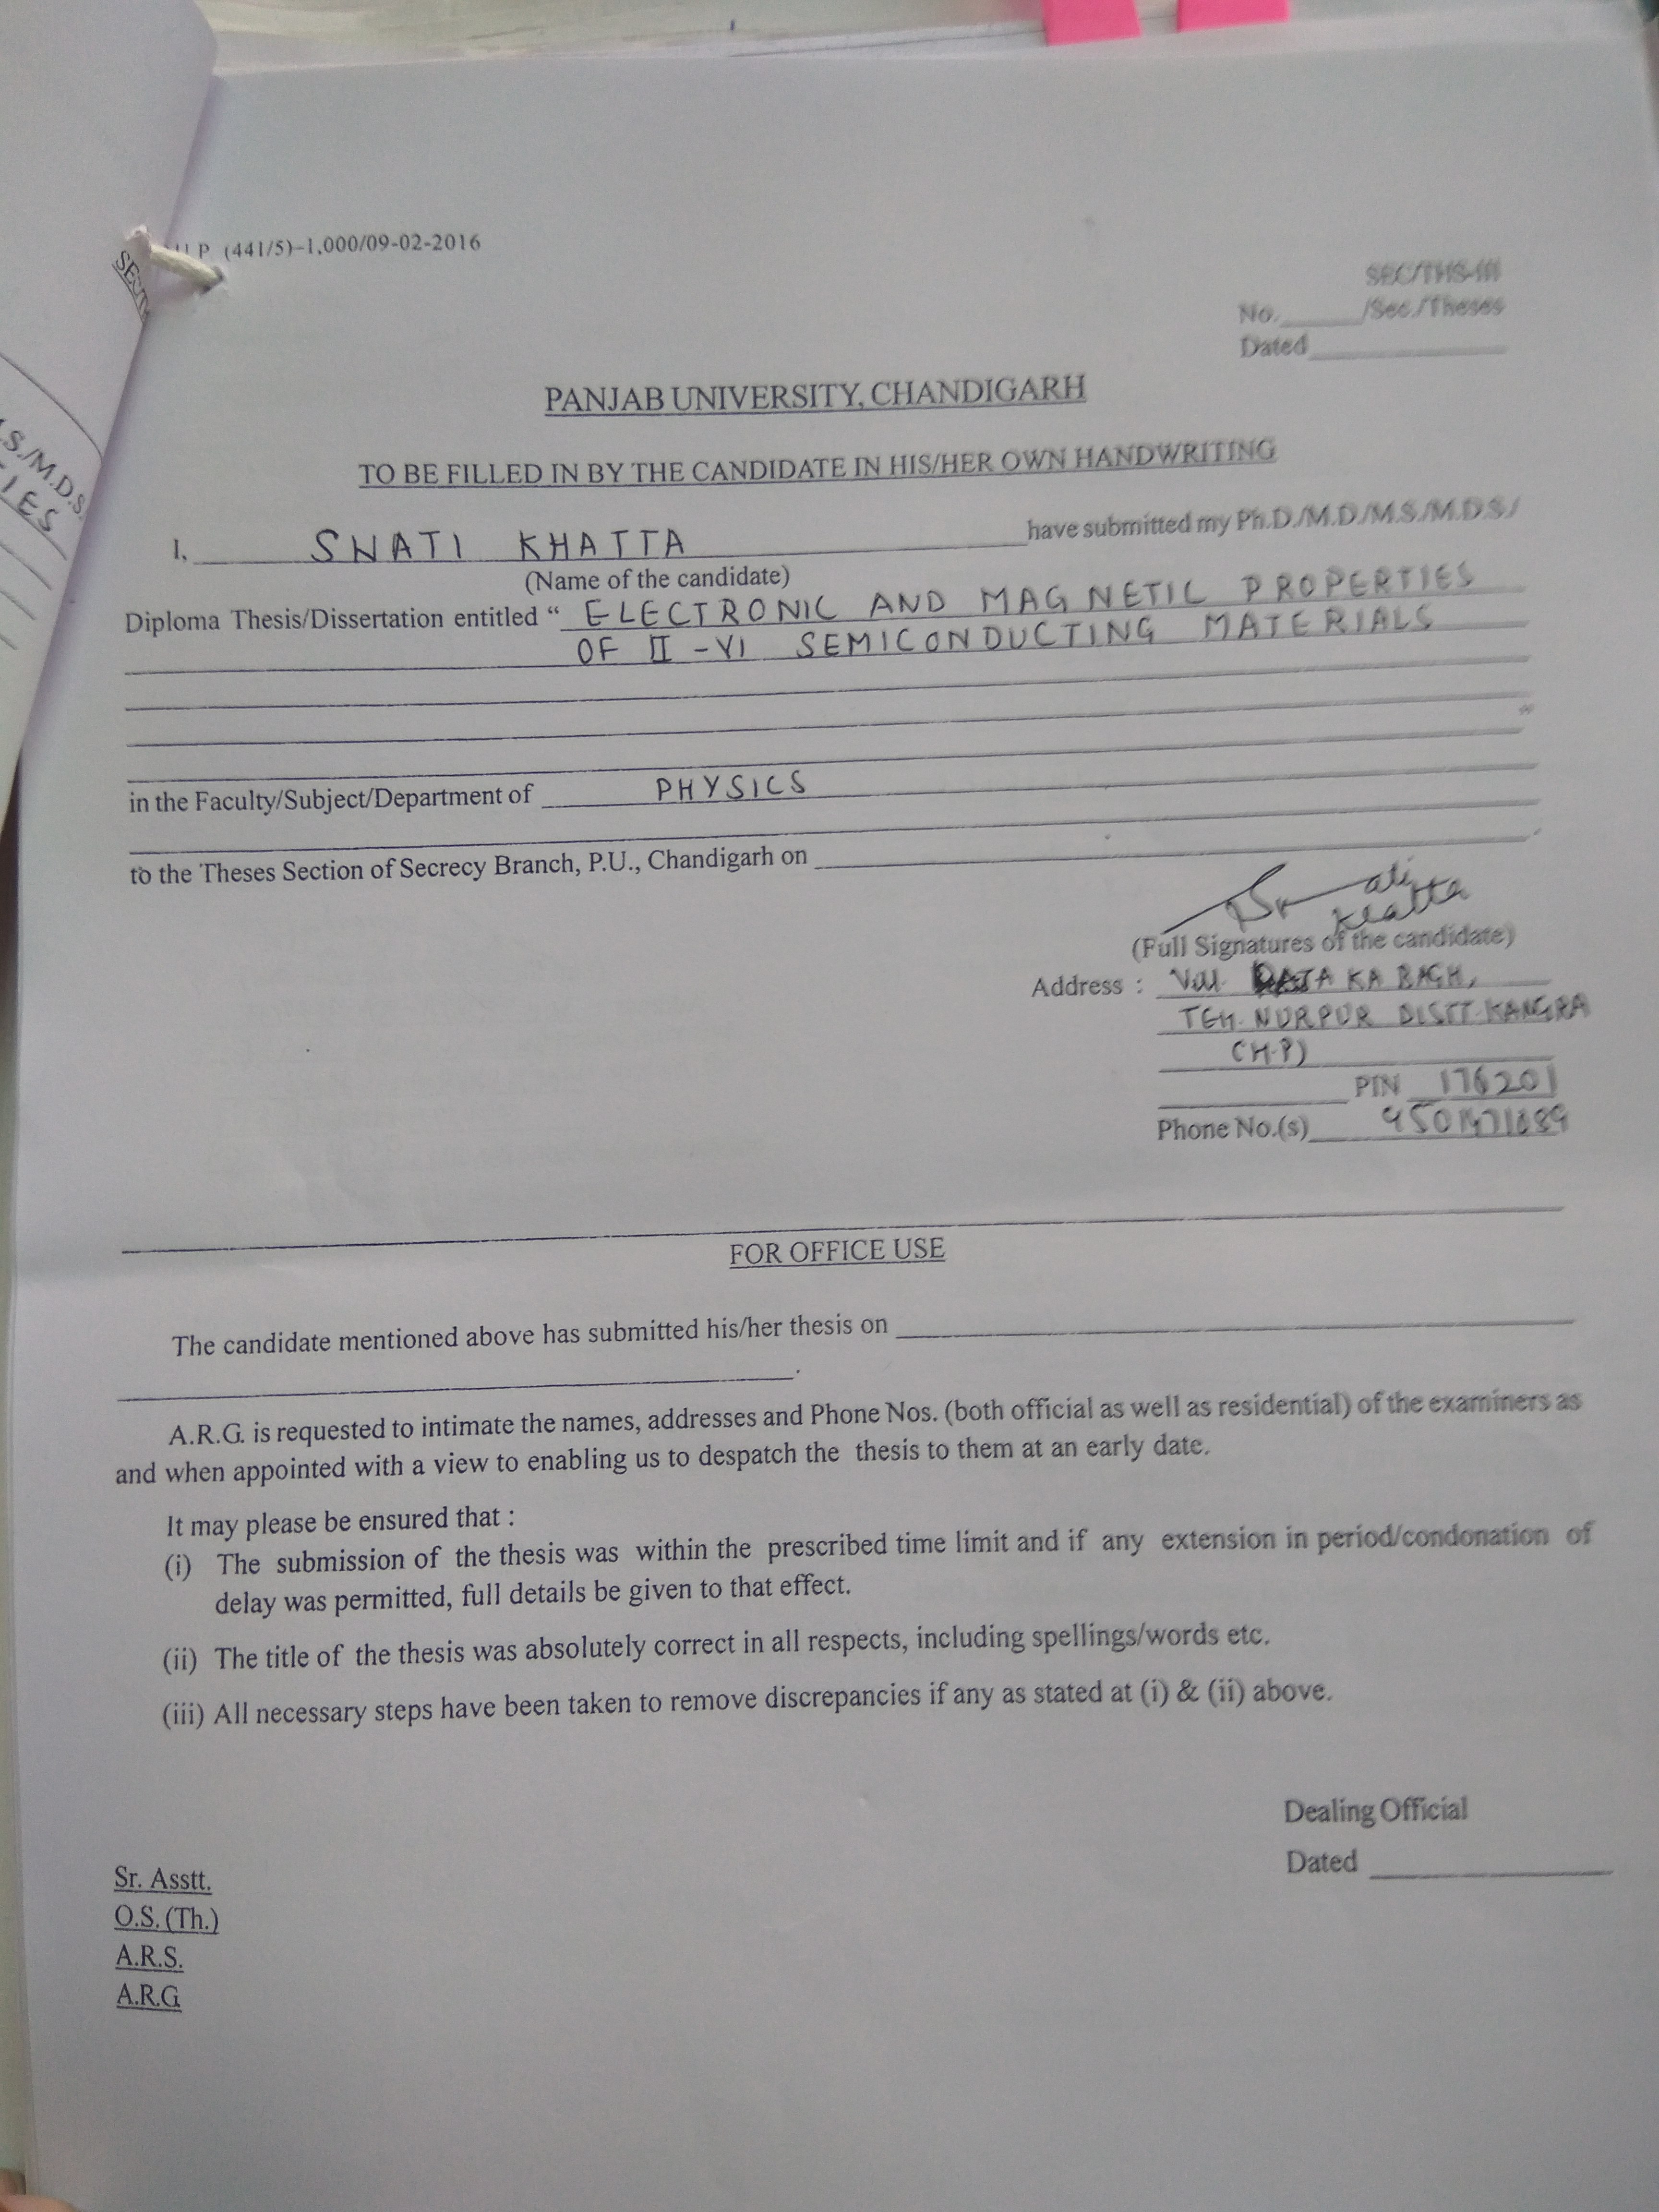 P (441/5)–1,000/09-02-2016
SEC/THS-III
No. /Sec./Theses
Dated
PANJAB UNIVERSITY, CHANDIGARH
TO BE FILLED IN BY THE CANDIDATE IN HIS/HER OWN HANDWRITING
S./M.D.S.
IES
I, SWATI KHATTA have submitted my Ph.D./M.D./M.S./M.D.S./
(Name of the candidate)
Diploma Thesis/Dissertation entitled “ ELECTRONIC AND MAGNETIC PROPERTIES
OF II-VI SEMICONDUCTING MATERIALS
”
in the Faculty/Subject/Department of PHYSICS
to the Theses Section of Secrecy Branch, P.U., Chandigarh on
Swati
Khatta
(Full Signatures of the candidate)
Address : Vill. KA BAGH,
TEH. NURPUR DISTT. KANGRA
(H.P)
PIN 176201
Phone No.(s)
FOR OFFICE USE
The candidate mentioned above has submitted his/her thesis on
.
A.R.G. is requested to intimate the names, addresses and Phone Nos. (both official as well as residential) of the examiners as
and when appointed with a view to enabling us to despatch the thesis to them at an early date.
It may please be ensured that :
(i) The submission of the thesis was within the prescribed time limit and if any extension in period/condonation of
delay was permitted, full details be given to that effect.
(ii) The title of the thesis was absolutely correct in all respects, including spellings/words etc.
(iii) All necessary steps have been taken to remove discrepancies if any as stated at (i) & (ii) above.
Dealing Official
Dated
Sr. Asstt.
O.S. (Th.)
A.R.S.
A.R.G